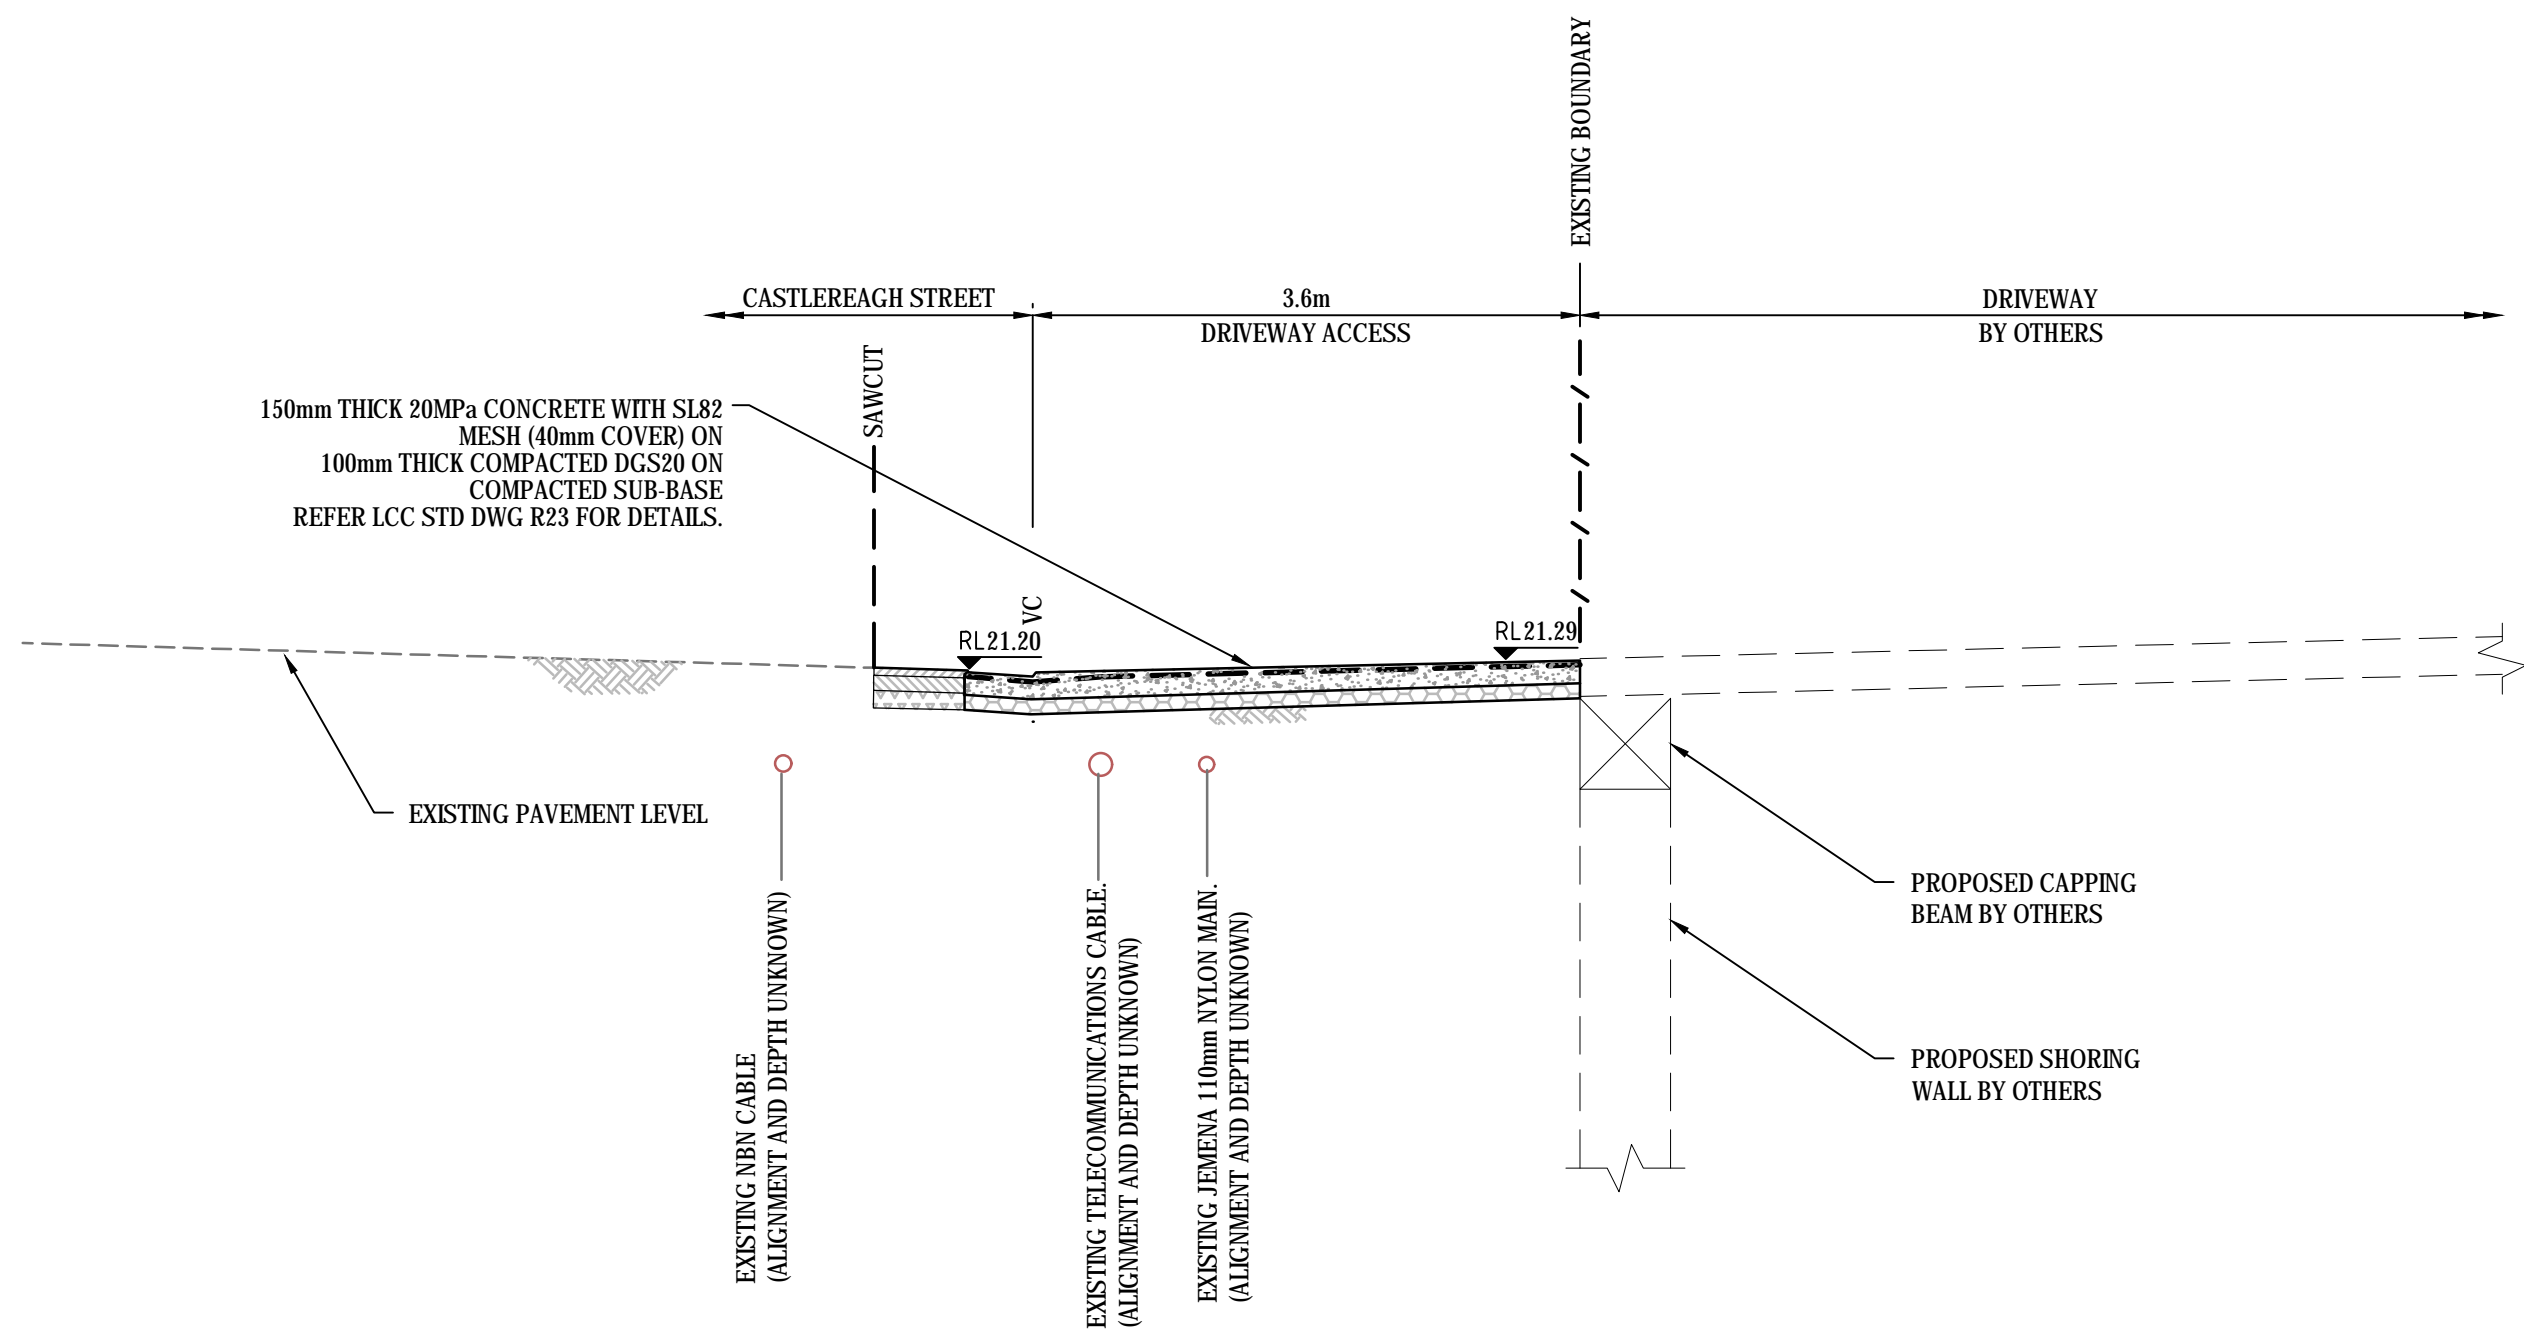 EXISTING BOUNDARY
CASTLEREAGH STREET
3.6m
DRIVEWAY ACCESS
DRIVEWAY
BY OTHERS
SAWCUT
150mm THICK 20MPa CONCRETE WITH SL82
MESH (40mm COVER) ON
100mm THICK COMPACTED DGS20 ON
COMPACTED SUB-BASE
REFER LCC STD DWG R23 FOR DETAILS.
VC
RL21.20
RL21.29
EXISTING PAVEMENT LEVEL
EXISTING NBN CABLE
(ALIGNMENT AND DEPTH UNKNOWN)
EXISTING TELECOMMUNICATIONS CABLE.
(ALIGNMENT AND DEPTH UNKNOWN)
EXISTING JEMENA 110mm NYLON MAIN.
(ALIGNMENT AND DEPTH UNKNOWN)
PROPOSED CAPPING
BEAM BY OTHERS
PROPOSED SHORING
WALL BY OTHERS